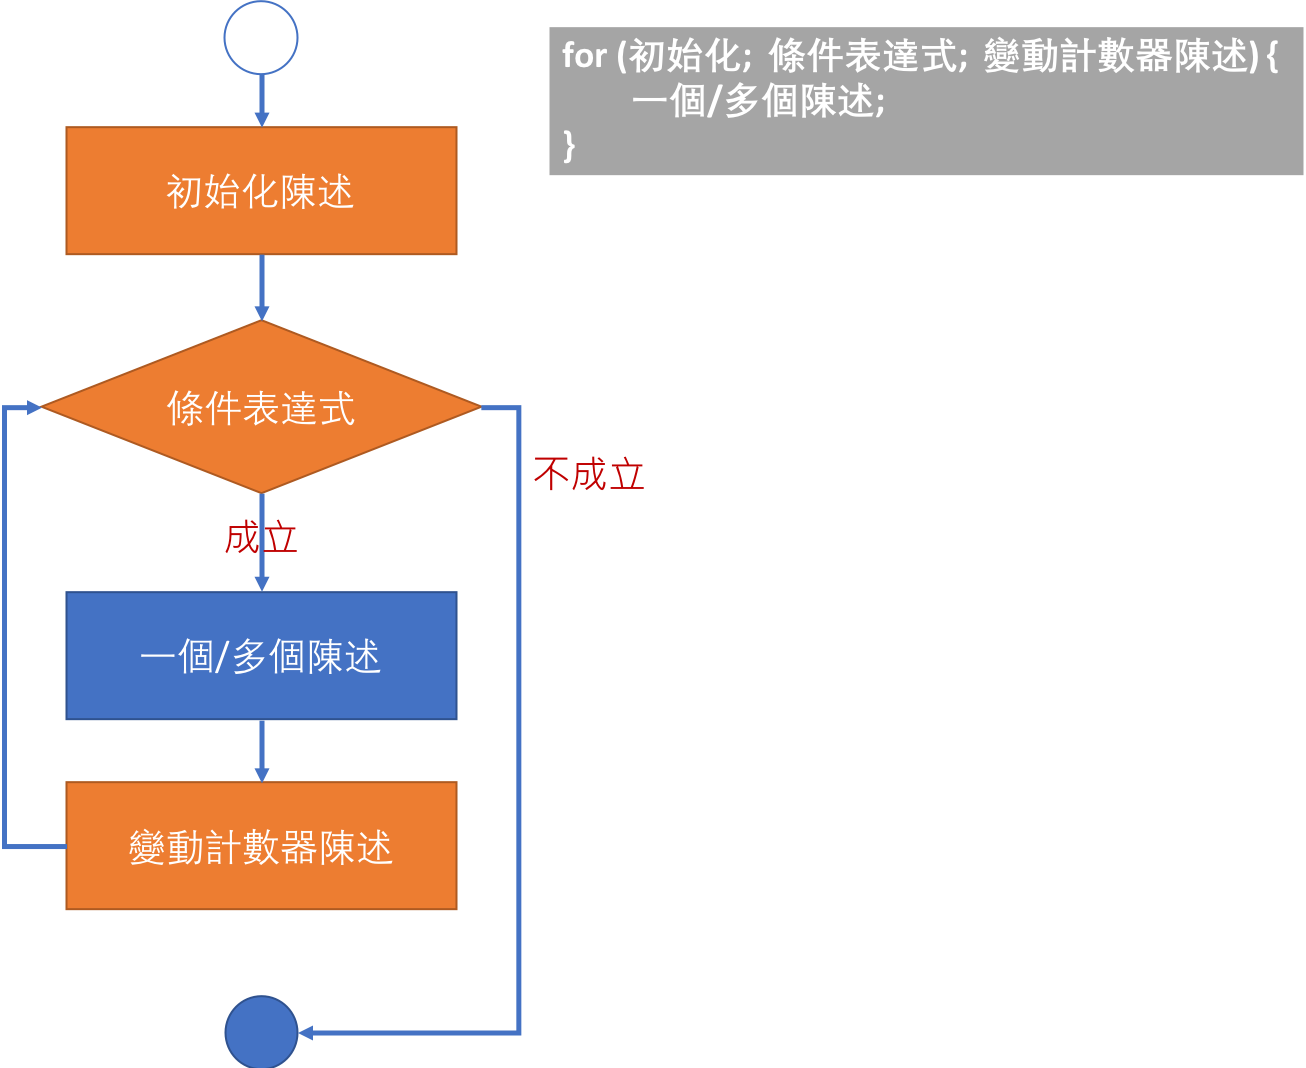 for (初始化; 條件表達式; 變動計數器陳述) {
一個/多個陳述;
}
初始化陳述
條件表達式
不成立
成立
一個/多個陳述
變動計數器陳述